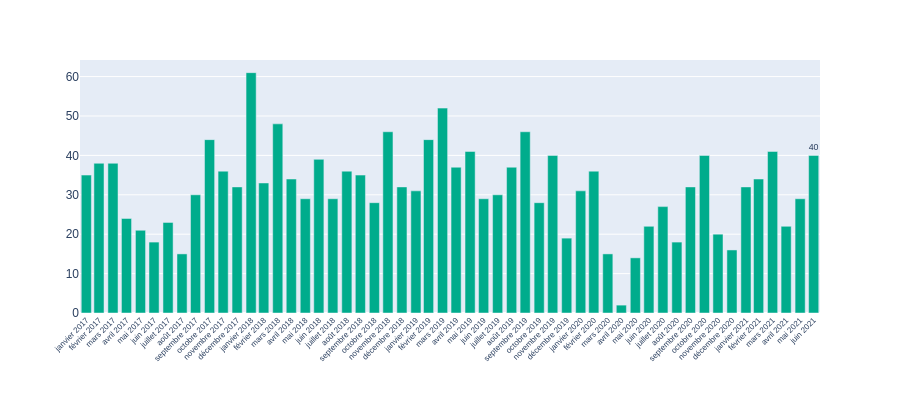 60
50
40
30
20
10
0
40
janvier 2017
février 2017
mars 2017
avril 2017
mai 2017
juin 2017
juillet 2017
août 2017
septembre 2017
octobre 2017
novembre 2017
décembre 2017
janvier 2018
février 2018
mars 2018
avril 2018
mai 2018
juin 2018
juillet 2018
août 2018
septembre 2018
octobre 2018
novembre 2018
décembre 2018
janvier 2019
février 2019
mars 2019
avril 2019
mai 2019
juin 2019
juillet 2019
août 2019
septembre 2019
octobre 2019
novembre 2019
décembre 2019
janvier 2020
février 2020
mars 2020
avril 2020
mai 2020
juin 2020
juillet 2020
août 2020
septembre 2020
octobre 2020
novembre 2020
décembre 2020
janvier 2021
février 2021
mars 2021
avril 2021
mai 2021
juin 2021